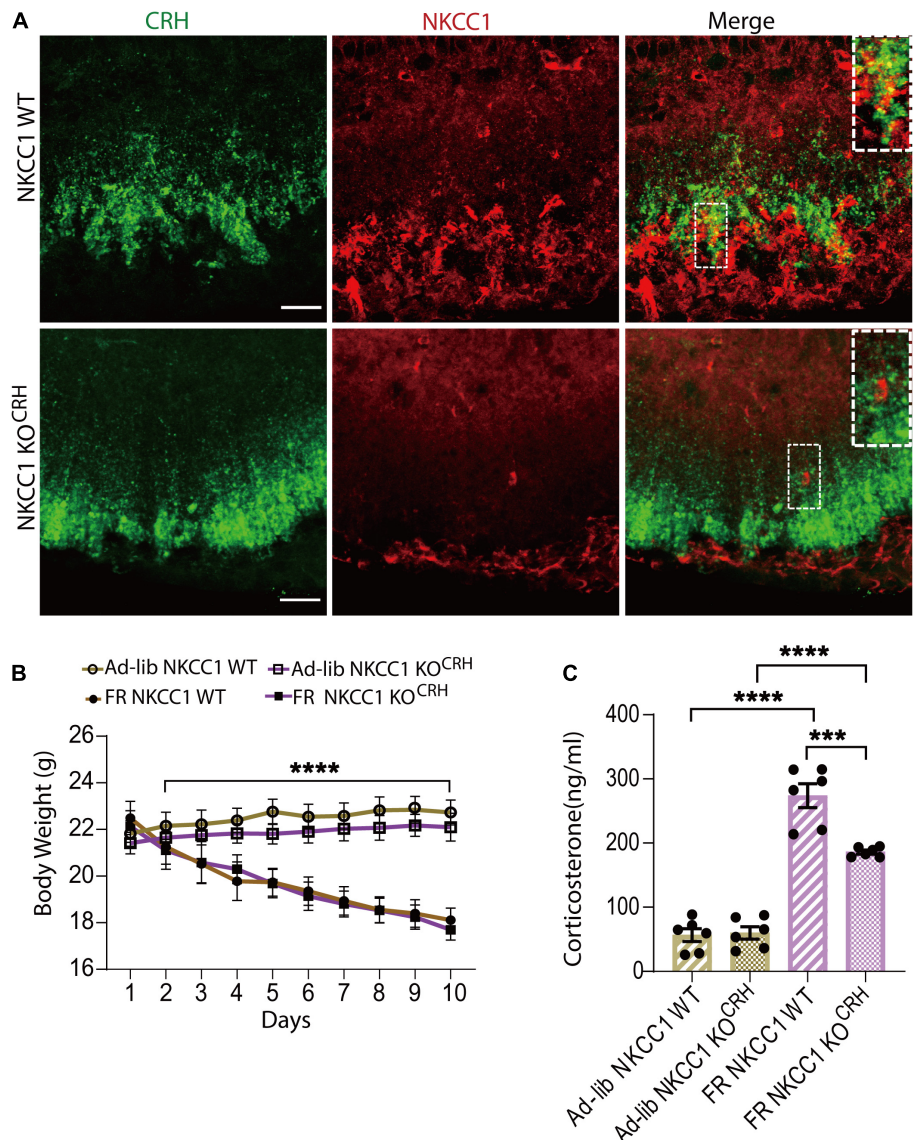 A
CRH
NKCC1
Merge
NKCC1 WT
NKCC1 KO^CRH
B
Ad-lib NKCC1 WT
Ad-lib NKCC1 KO^CRH
FR NKCC1 WT
FR NKCC1 KO^CRH
Body Weight (g)
26
24
22
20
18
16
****
1 2 3 4 5 6 7 8 9 10
Days
C
****
****
***
Corticosterone(ng/ml)
400
300
200
100
0
Ad-lib NKCC1 WT
Ad-lib NKCC1 KO^CRH
FR NKCC1 WT
FR NKCC1 KO^CRH